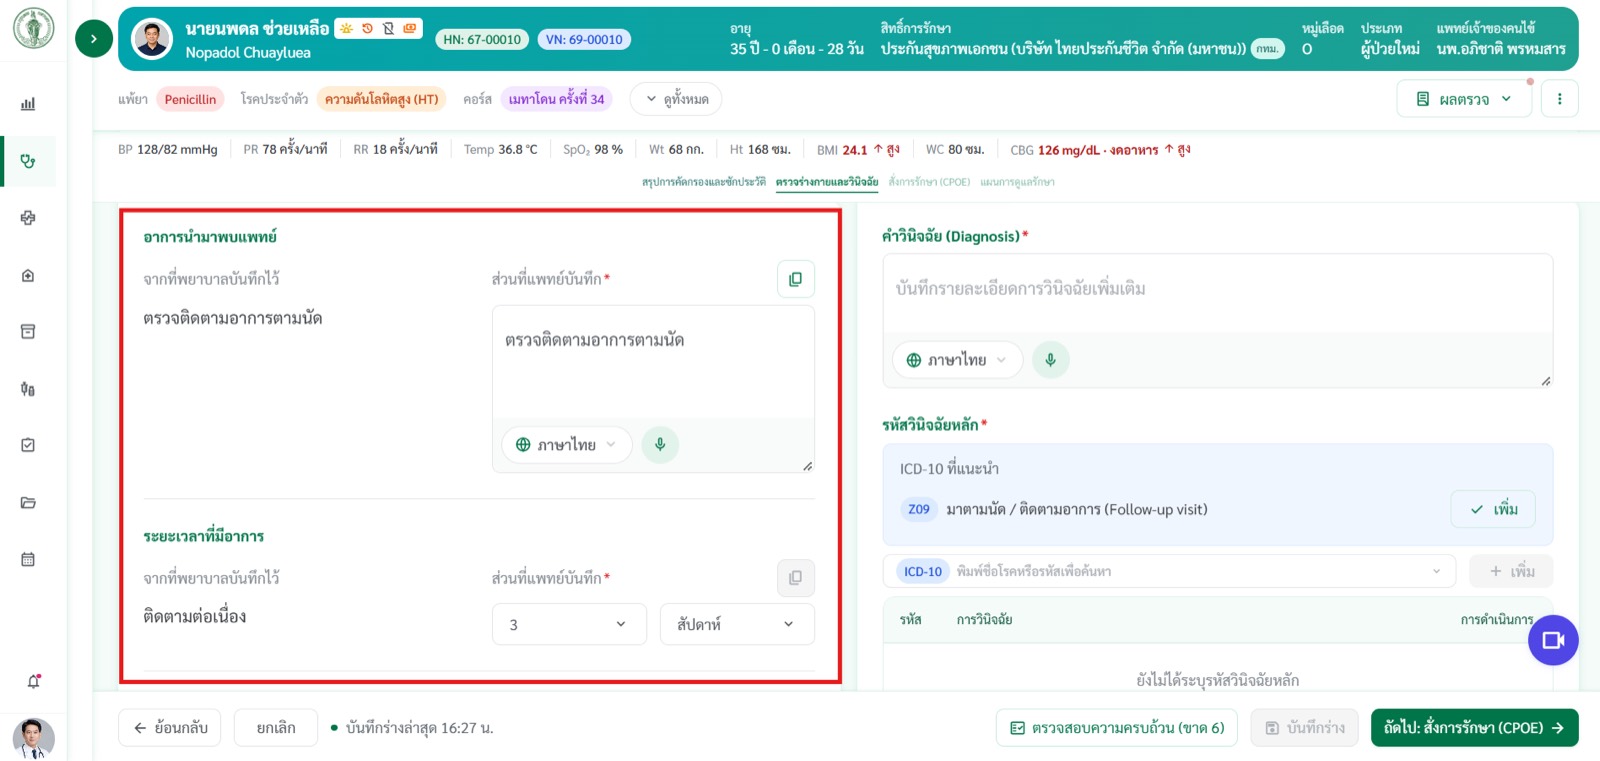 นายนพดล ช่วยเหลือ
Nopadol Chuayluea
HN: 67-00010
VN: 69-00010
อายุ
35 ปี - 0 เดือน - 28 วัน
สิทธิ์การรักษา
ประกันสุขภาพเอกชน (บริษัท ไทยประกันชีวิต จำกัด (มหาชน)) กทม.
หมู่เลือด
O
ประเภท
ผู้ป่วยใหม่
แพทย์เจ้าของคนไข้
นพ.อภิชาติ พรหมสาร
แพ้ยา Penicillin โรคประจำตัว ความดันโลหิตสูง (HT) คอร์ส เมทาโดน ครั้งที่ 34 ดูทั้งหมด
ผลตรวจ
BP 128/82 mmHg PR 78 ครั้ง/นาที RR 18 ครั้ง/นาที Temp 36.8 °C SpO₂ 98 % Wt 68 กก. Ht 168 ซม. BMI 24.1 ↑ สูง WC 80 ซม. CBG 126 mg/dL · งดอาหาร ↑ สูง
สรุปการคัดกรองและซักประวัติ ตรวจร่างกายและวินิจฉัย สั่งการรักษา (CPOE) แผนการดูแลรักษา
อาการนำมาพบแพทย์
จากที่พยาบาลบันทึกไว้
ตรวจติดตามอาการตามนัด
ส่วนที่แพทย์บันทึก*
ตรวจติดตามอาการตามนัด
ภาษาไทย
ระยะเวลาที่มีอาการ
จากที่พยาบาลบันทึกไว้
ติดตามต่อเนื่อง
ส่วนที่แพทย์บันทึก*
3 สัปดาห์
คำวินิจฉัย (Diagnosis)*
บันทึกรายละเอียดการวินิจฉัยเพิ่มเติม
ภาษาไทย
รหัสวินิจฉัยหลัก*
ICD-10 ที่แนะนำ
Z09 มาตามนัด / ติดตามอาการ (Follow-up visit) เพิ่ม
ICD-10 พิมพ์ชื่อโรคหรือรหัสเพื่อค้นหา + เพิ่ม
รหัส การวินิจฉัย การดำเนินการ
ยังไม่ได้ระบุรหัสวินิจฉัยหลัก
← ย้อนกลับ ยกเลิก บันทึกร่างล่าสุด 16:27 น. ตรวจสอบความครบถ้วน (ขาด 6) บันทึกร่าง ถัดไป: สั่งการรักษา (CPOE) →